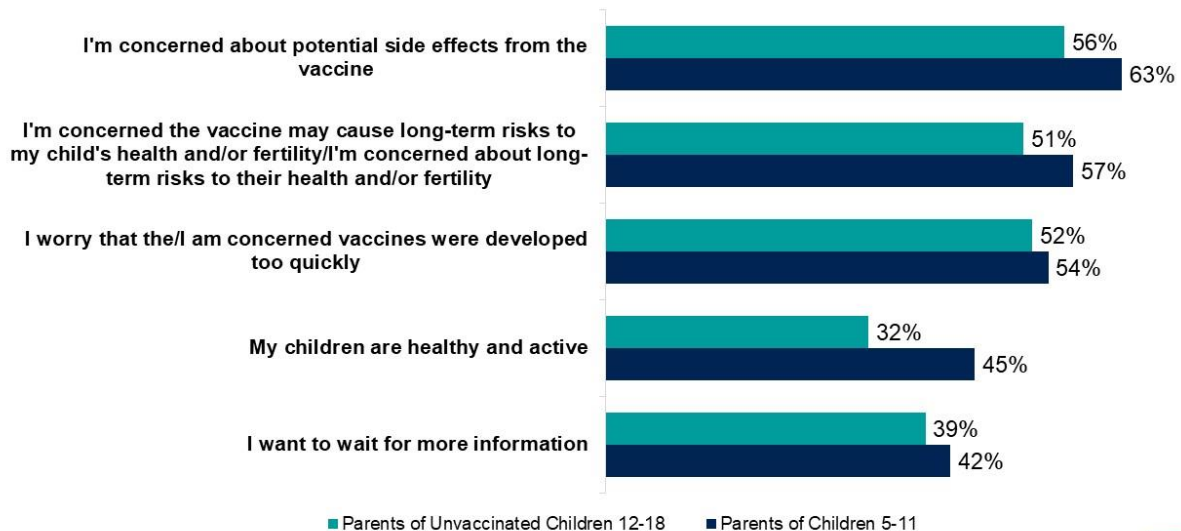 I'm concerned about potential side effects from the
vaccine
56%
63%
I'm concerned the vaccine may cause long-term risks to
my child's health and/or fertility/I'm concerned about long-
term risks to their health and/or fertility
51%
57%
I worry that the/I am concerned vaccines were developed
too quickly
52%
54%
My children are healthy and active
32%
45%
I want to wait for more information
39%
42%
Parents of Unvaccinated Children 12-18 Parents of Children 5-11